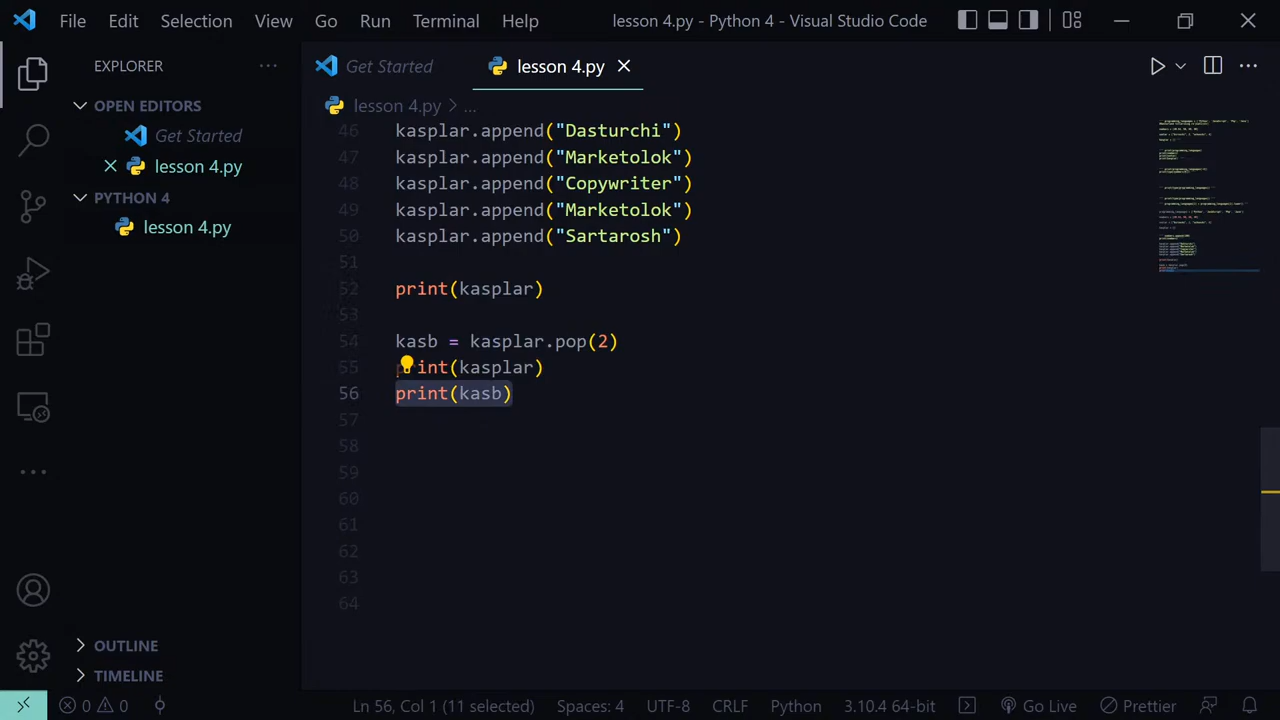 File Edit Selection View Go Run Terminal Help lesson 4.py - Python 4 - Visual Studio Code
EXPLORER
OPEN EDITORS
Get Started
lesson 4.py
PYTHON 4
lesson 4.py
OUTLINE
TIMELINE
Get Started lesson 4.py
lesson 4.py > ...
46 kasplar.append("Dasturchi")
47 kasplar.append("Marketolok")
48 kasplar.append("Copywriter")
49 kasplar.append("Marketolok")
50 kasplar.append("Sartarosh")
51
52 print(kasplar)
53
54 kasb = kasplar.pop(2)
55 print(kasplar)
56 print(kasb)
57
58
59
60
61
62
63
64
0 0 Ln 56, Col 1 (11 selected) Spaces: 4 UTF-8 CRLF Python 3.10.4 64-bit Go Live Prettier